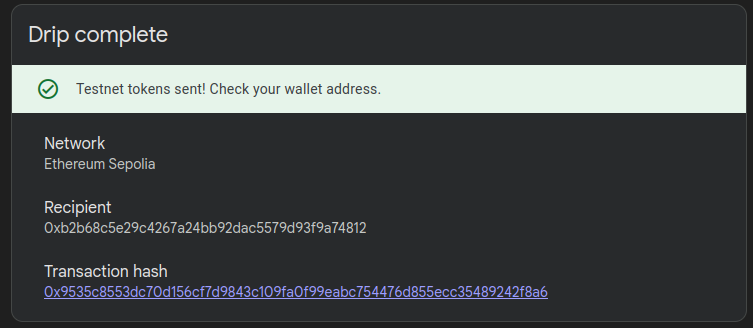 Drip complete
Testnet tokens sent! Check your wallet address.
Network
Ethereum Sepolia
Recipient
0xb2b68c5e29c4267a24bb92dac5579d93f9a74812
Transaction hash
0x9535c8553dc70d156cf7d9843c109fa0f99eabc754476d855ecc35489242f8a6